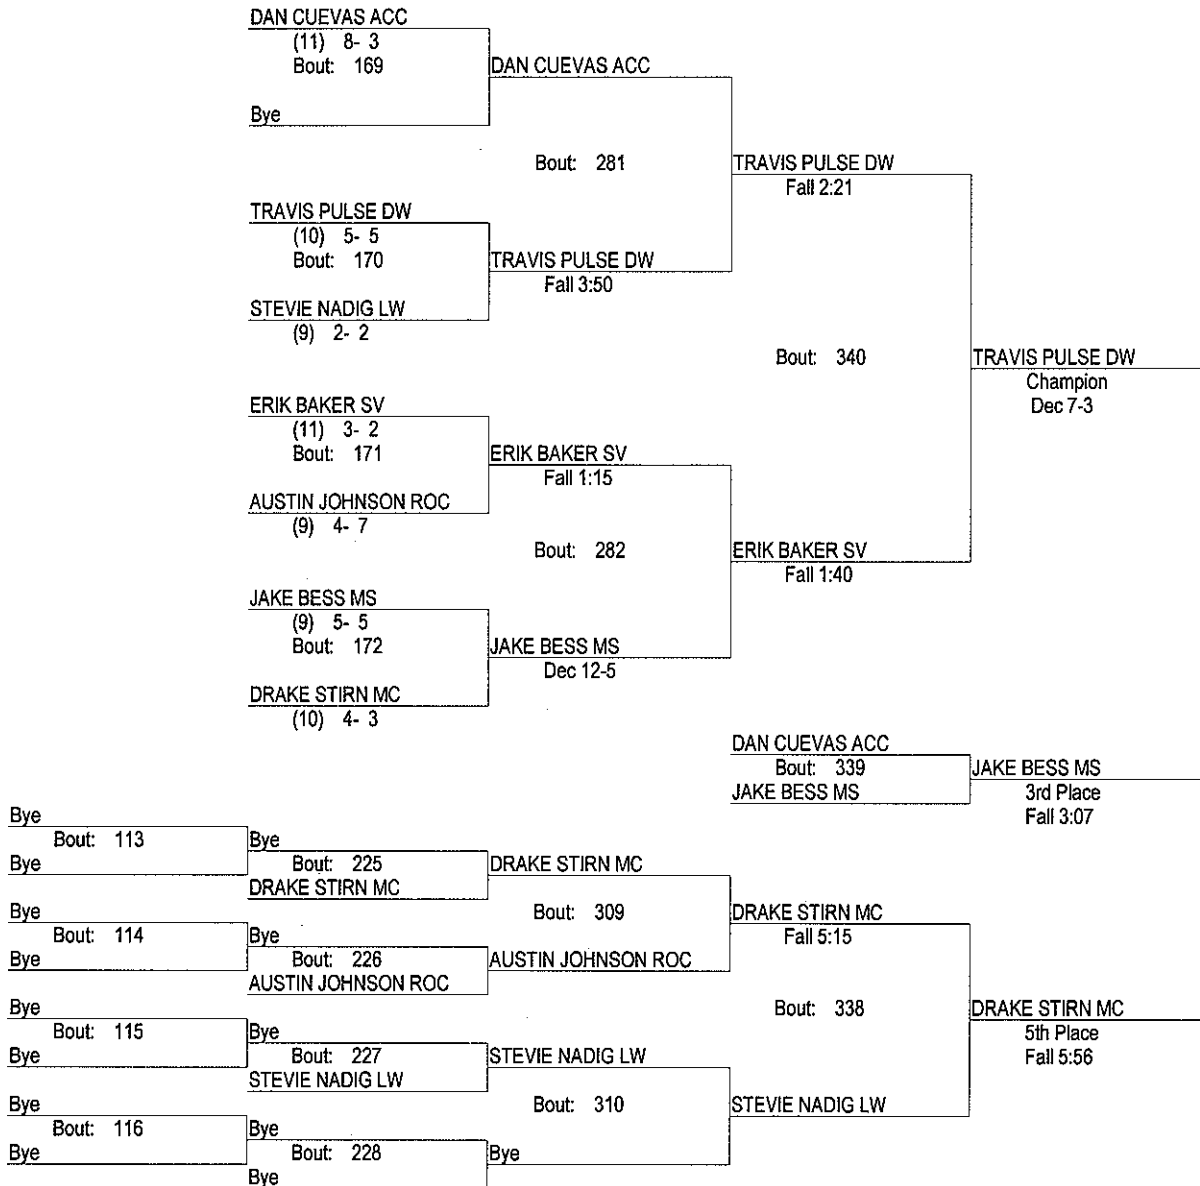 DAN CUEVAS ACC
(11) 8- 3
Bout: 169
DAN CUEVAS ACC
Bye
Bout: 281
TRAVIS PULSE DW
Fall 2:21
TRAVIS PULSE DW
(10) 5- 5
Bout: 170
TRAVIS PULSE DW
Fall 3:50
STEVIE NADIG LW
(9) 2- 2
Bout: 340
TRAVIS PULSE DW
Champion
Dec 7-3
ERIK BAKER SV
(11) 3- 2
Bout: 171
ERIK BAKER SV
Fall 1:15
AUSTIN JOHNSON ROC
(9) 4- 7
Bout: 282
ERIK BAKER SV
Fall 1:40
JAKE BESS MS
(9) 5- 5
Bout: 172
JAKE BESS MS
Dec 12-5
DRAKE STIRN MC
(10) 4- 3
DAN CUEVAS ACC
Bout: 339
JAKE BESS MS
JAKE BESS MS
3rd Place
Fall 3:07
Bye
Bout: 113
Bye
Bye
Bout: 225
DRAKE STIRN MC
DRAKE STIRN MC
Bout: 309
DRAKE STIRN MC
Fall 5:15
Bye
Bout: 114
Bye
Bye
Bout: 226
AUSTIN JOHNSON ROC
AUSTIN JOHNSON ROC
Bout: 338
DRAKE STIRN MC
5th Place
Fall 5:56
Bye
Bout: 115
Bye
Bye
Bout: 227
STEVIE NADIG LW
STEVIE NADIG LW
Bout: 310
STEVIE NADIG LW
Bye
Bout: 116
Bye
Bye
Bout: 228
Bye
Bye